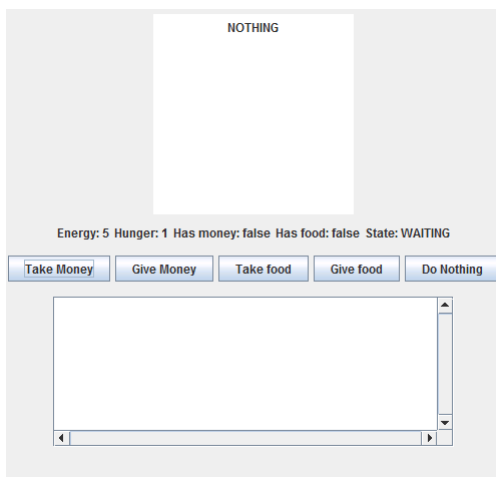 NOTHING
Energy: 5 Hunger: 1 Has money: false Has food: false State: WAITING
Take Money Give Money Take food Give food Do Nothing